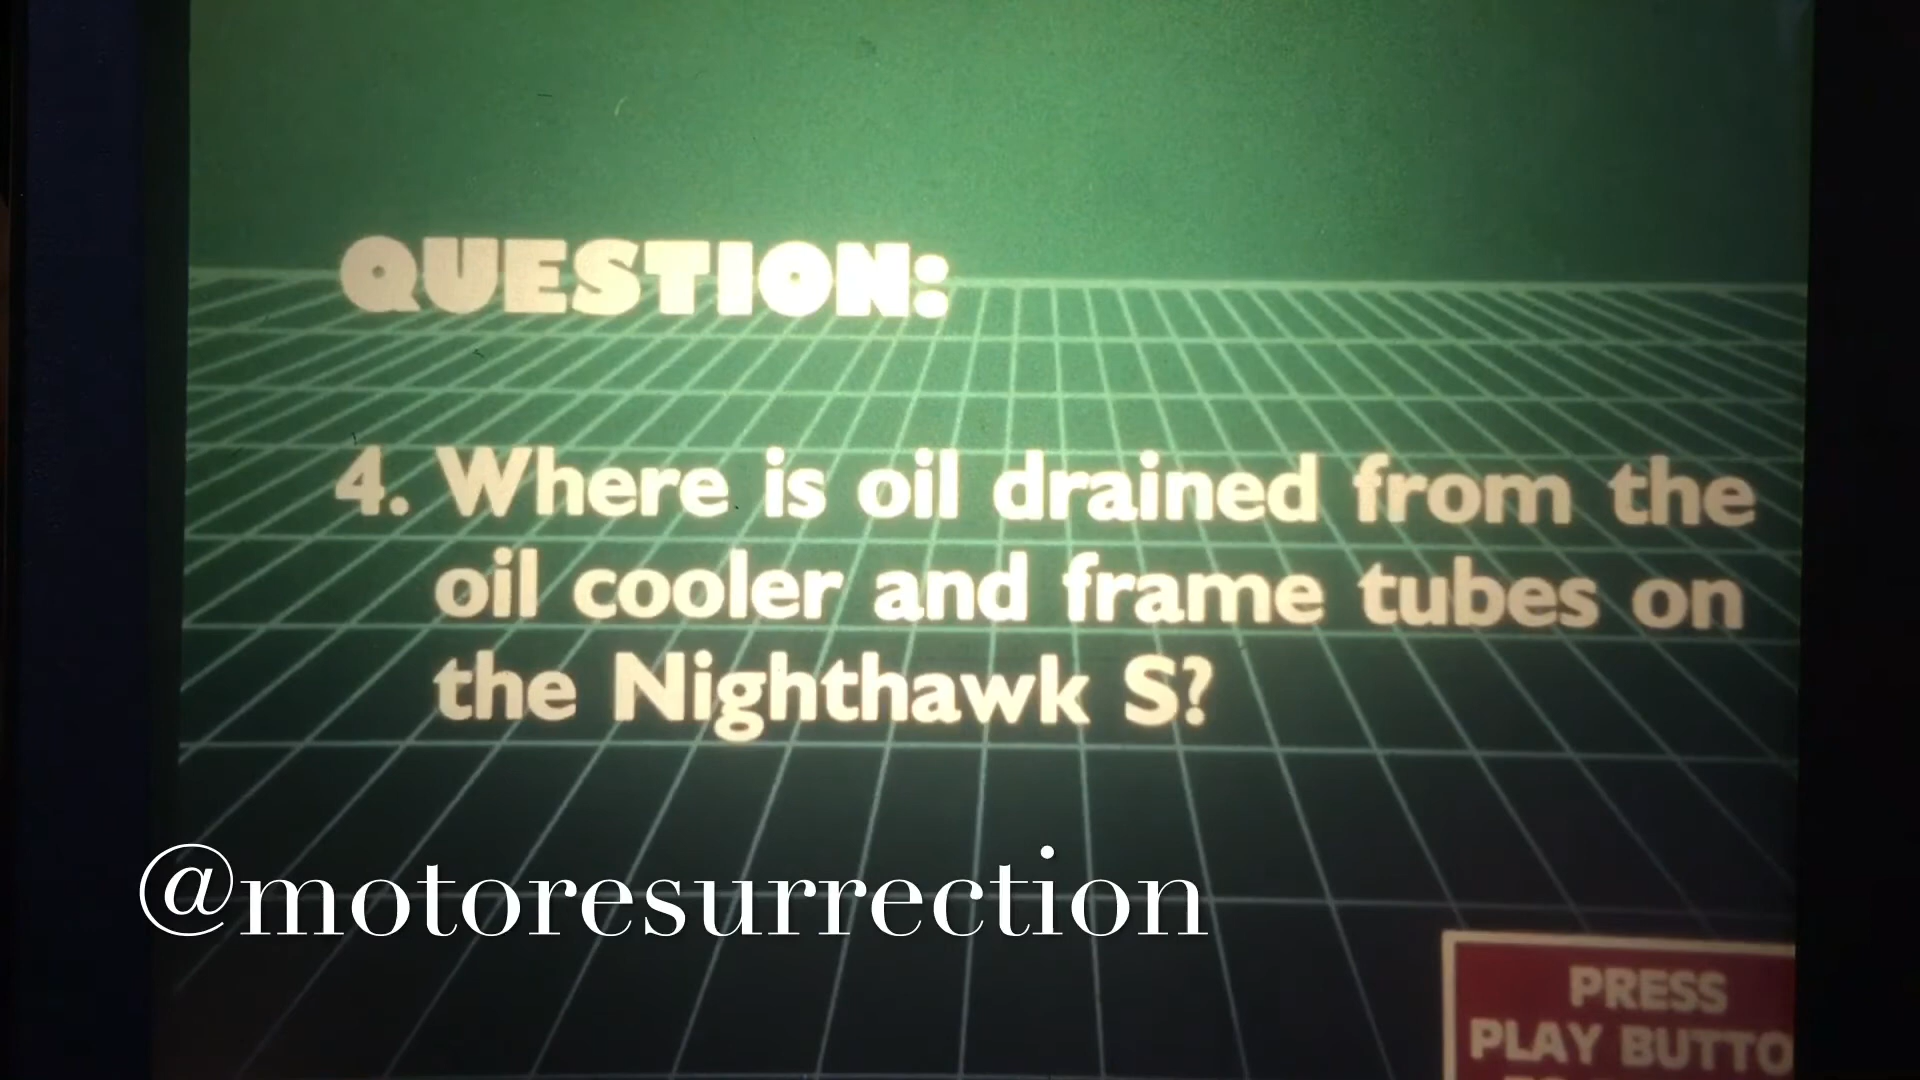 QUESTION:
4. Where is oil drained from the
oil cooler and frame tubes on
the Nighthawk S?
@motoresurrection
PRESS
PLAY BUTTO